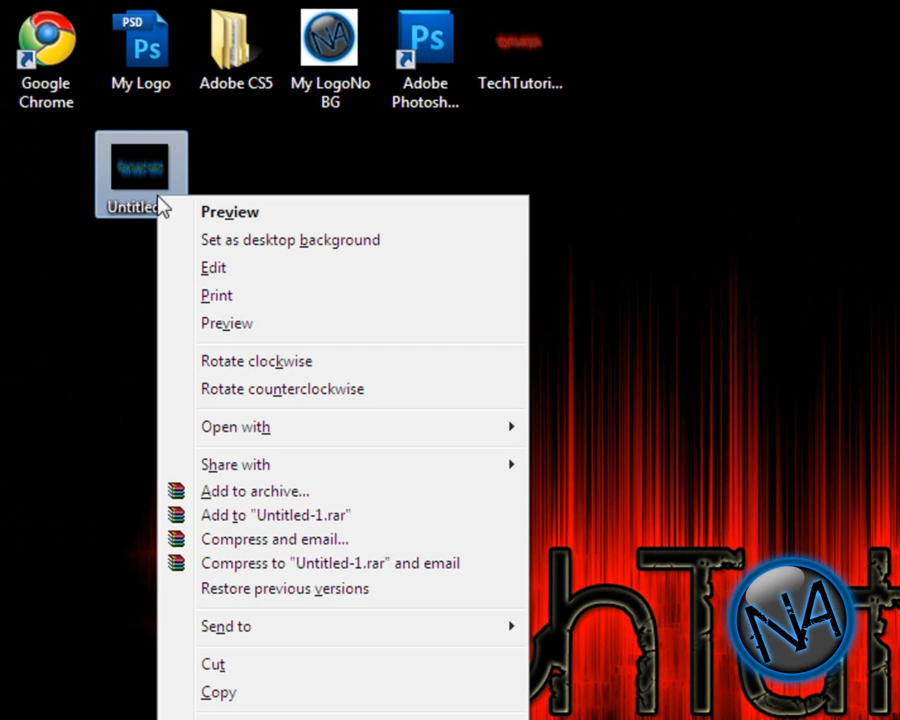 PSD
Ps
NA
Ps
Google
Chrome
My Logo
Adobe CS5
My LogoNo
BG
Adobe
Photosh...
TechTutori...
Untitled
Preview
Set as desktop background
Edit
Print
Preview
Rotate clockwise
Rotate counterclockwise
Open with
Share with
Add to archive...
Add to "Untitled-1.rar"
Compress and email...
Compress to "Untitled-1.rar" and email
Restore previous versions
Send to
Cut
Copy
hTut
NA